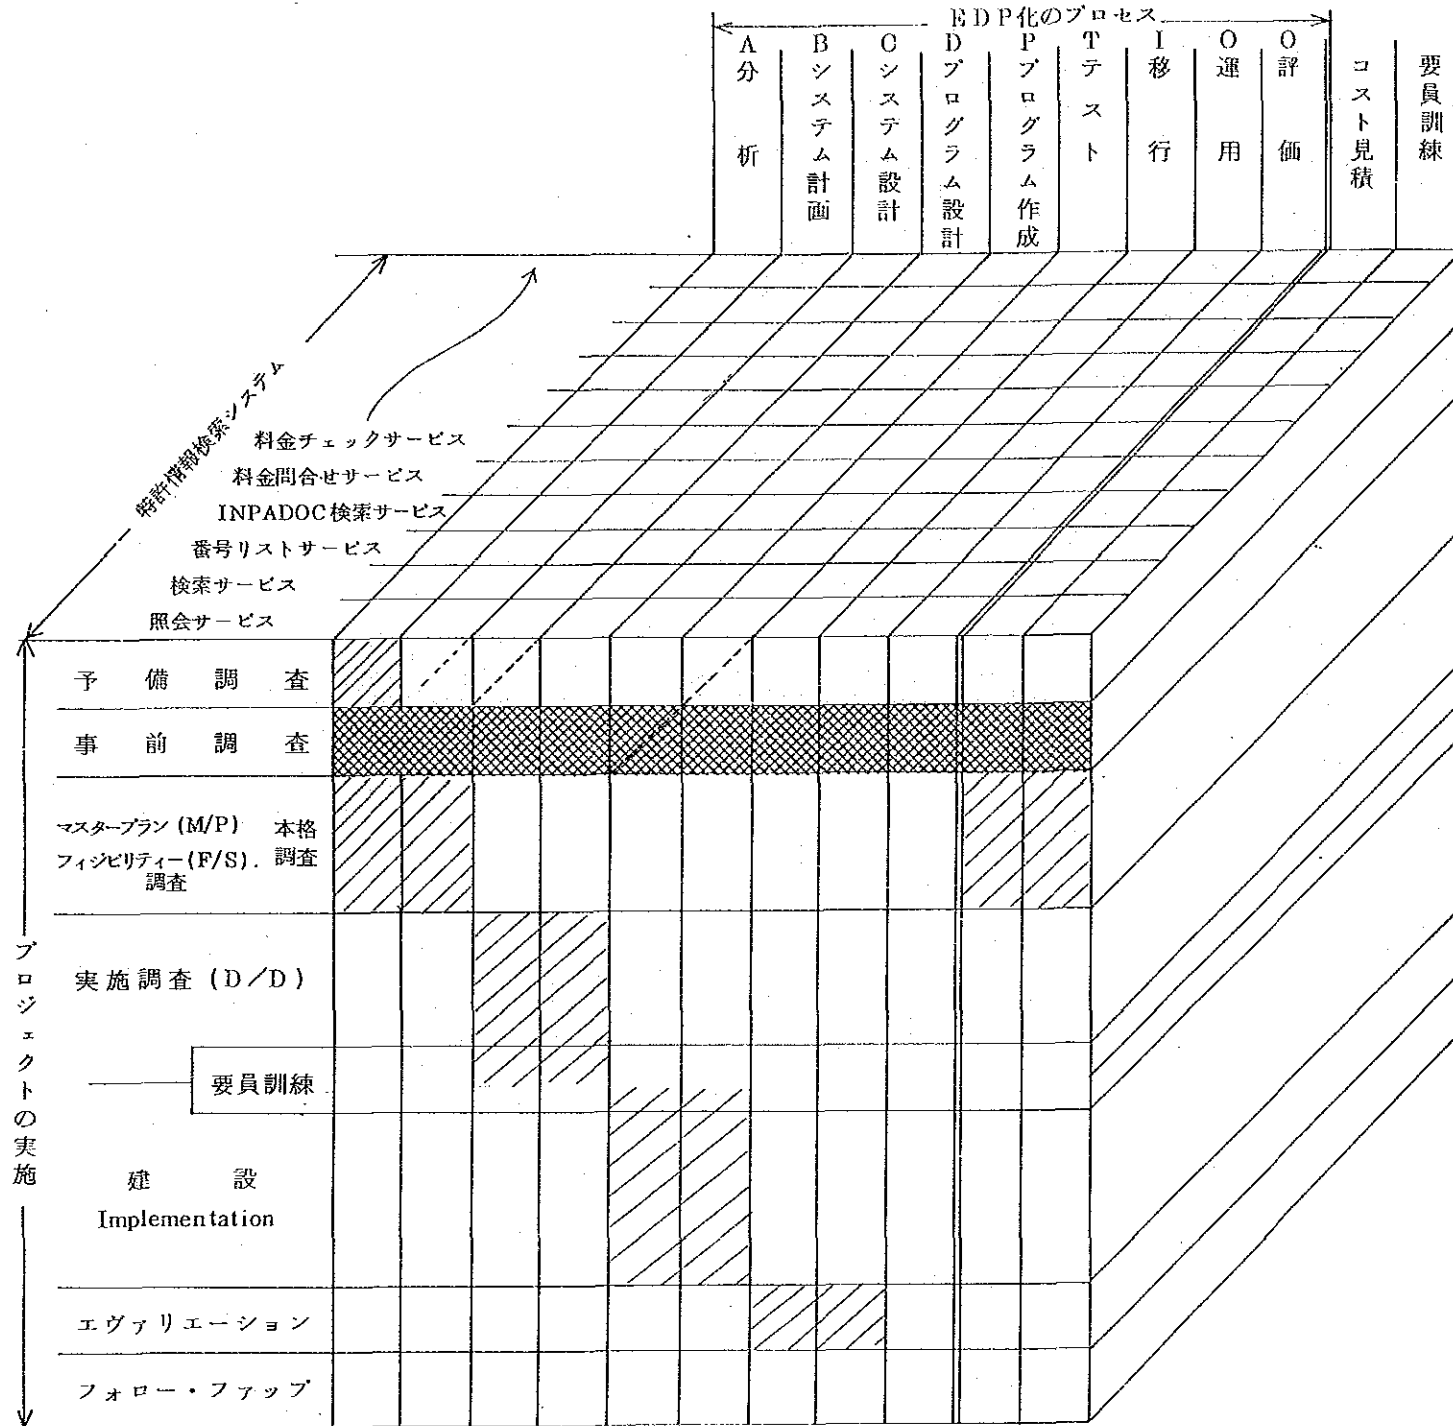 EDP化のプロセス
A分析
Bシステム計画
Cシステム設計
Dプログラム設計
Pプログラム作成
Tテスト
I移行
O運用
O評価
コスト見積
要員訓練
特許情報検索システム
料金チェックサービス
料金問合せサービス
INPADOC検索サービス
番号リストサービス
検索サービス
照会サービス
プロジェクトの実施
予備調査
事前調査
マスタープラン(M/P) 本格
フィジビリティー(F/S). 調査
調査
実施調査(D/D)
要員訓練
建設
Implementation
エヴァリエーション
フォロー・ファップ